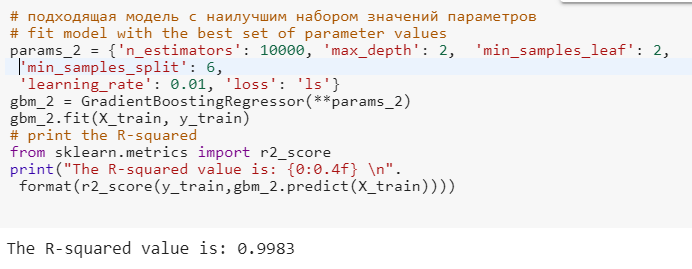 # подходящая модель с наилучшим набором значений параметров
# fit model with the best set of parameter values
params_2 = {'n_estimators': 10000, 'max_depth': 2,  'min_samples_leaf': 2,
 'min_samples_split': 6,
 'learning_rate': 0.01, 'loss': 'ls'}
gbm_2 = GradientBoostingRegressor(**params_2)
gbm_2.fit(X_train, y_train)
# print the R-squared
from sklearn.metrics import r2_score
print("The R-squared value is: {0:0.4f} \n".
 format(r2_score(y_train,gbm_2.predict(X_train))))
The R-squared value is: 0.9983